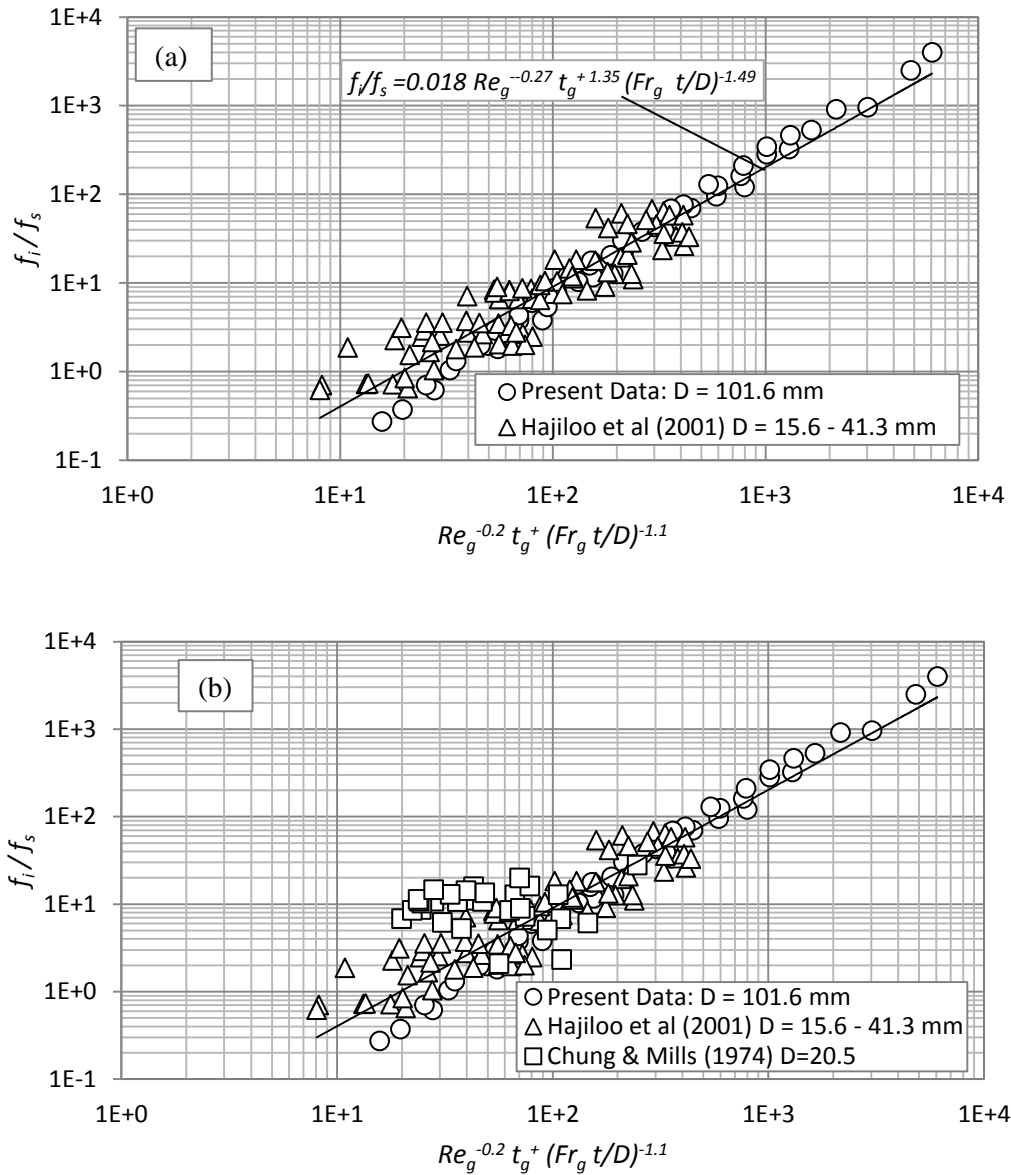 (a)
f_i/f_s =0.018 Re_g^--0.27 t_g^+ 1.35 (Fr_g t/D)^-1.49
1E+4
1E+3
1E+2
1E+1
1E+0
1E-1
f_i / f_s
Present Data: D = 101.6 mm
Hajiloo et al (2001) D = 15.6 - 41.3 mm
1E+0 1E+1 1E+2 1E+3 1E+4
Re_g^-0.2 t_g^+ (Fr_g t/D)^-1.1
(b)
1E+4
1E+3
1E+2
1E+1
1E+0
1E-1
f_i / f_s
Present Data: D = 101.6 mm
Hajiloo et al (2001) D = 15.6 - 41.3 mm
Chung & Mills (1974) D=20.5
1E+0 1E+1 1E+2 1E+3 1E+4
Re_g^-0.2 t_g^+ (Fr_g t/D)^-1.1